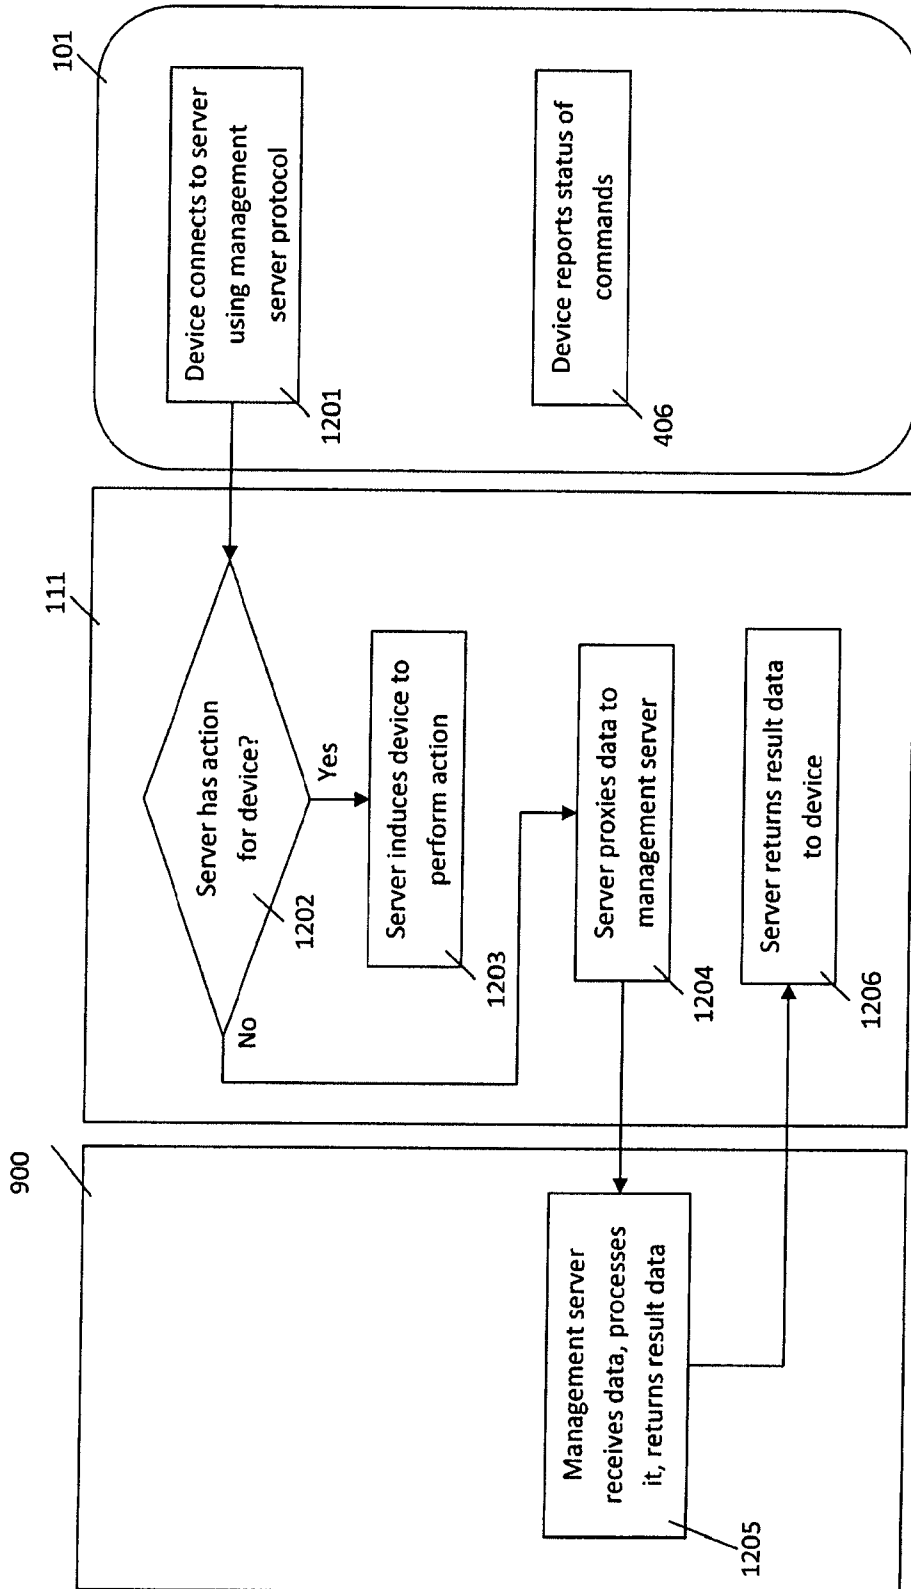 101
Device connects to server
using management
server protocol
1201
Device reports status of
commands
406
111
Server has action
for device?
1202
Yes
No
Server induces device to
perform action
1203
Server proxies data to
management server
1204
Server returns result data
to device
1206
900
Management server
receives data, processes
it, returns result data
1205